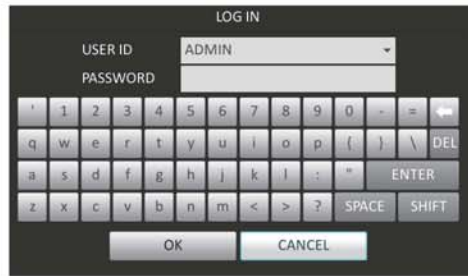 LOG IN
USER ID ADMIN
PASSWORD
' 1 2 3 4 5 6 7 8 9 0 - =
q w e r t y u i o p { } \ DEL
a s d f g h j k l : " ENTER
z x c v b n m < > ? SPACE SHIFT
OK CANCEL